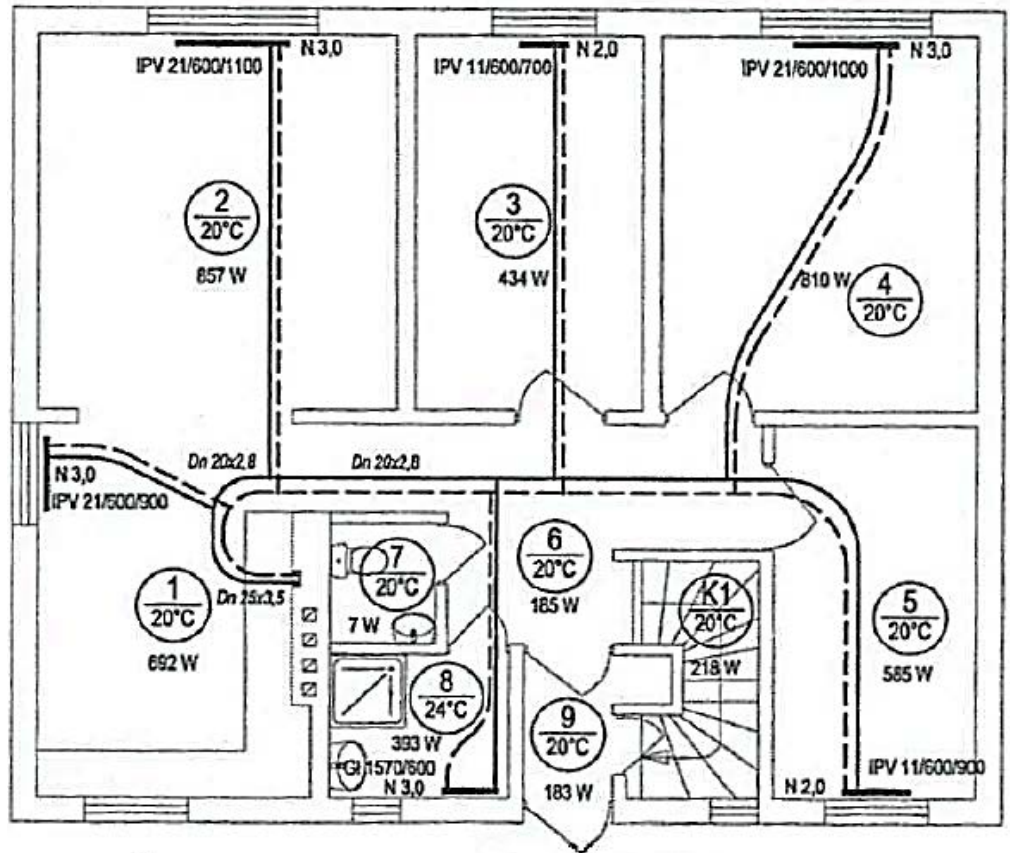 N 3,0
IPV 21/600/1100
N 2,0
IPV 11/600/700
N 3,0
IPV 21/600/1000
2
20°C
857 W
3
20°C
434 W
810 W
4
20°C
N 3,0
IPV 21/600/900
Dn 20x2,8
Dn 20x2,8
1
20°C
692 W
Dn 25x3,5
7
20°C
7 W
6
20°C
185 W
K1
20°C
218 W
5
20°C
585 W
8
24°C
393 W
GI 1570/600
N 3,0
9
20°C
183 W
IPV 11/600/900
N 2,0